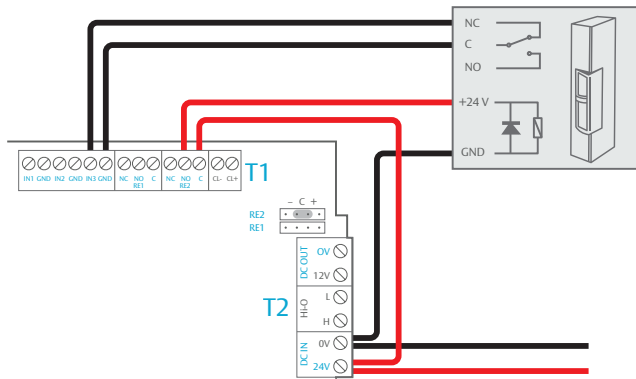 NC
C
NO
+24 V
GND
IN1 GND IN2 GND IN3 GND NC NO C NC NO C CL- CL+
RE1 RE2
T1
- C +
RE2
RE1
DC OUT
0V
12V
T2
Hi-O
L
H
DC IN
0V
24V